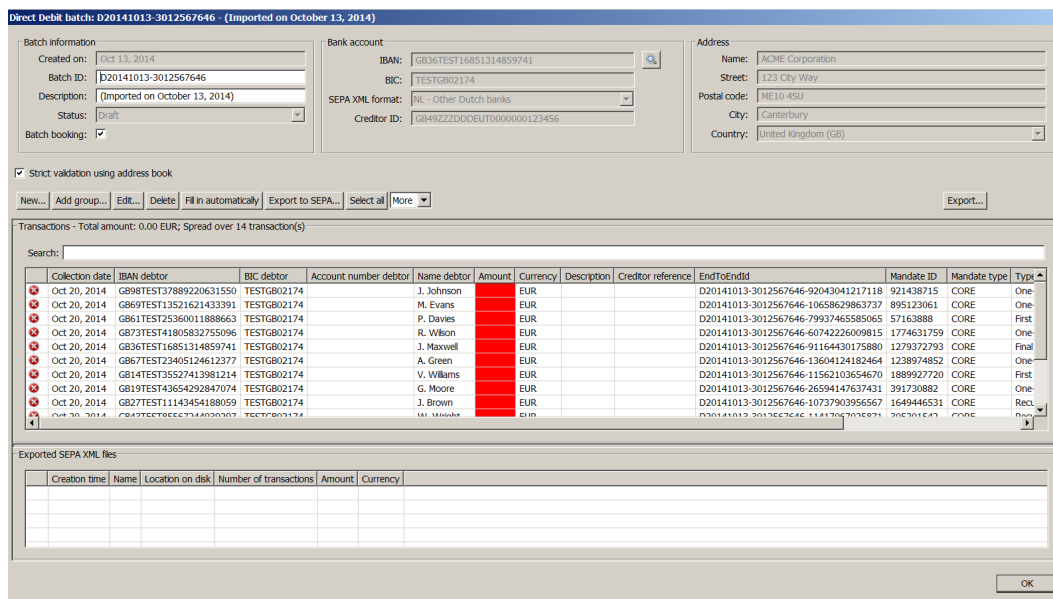 Direct Debit batch: D20141013-3012567646 - (Imported on October 13, 2014)
Batch information
Created on: Oct 13, 2014
Batch ID: D20141013-3012567646
Description: (Imported on October 13, 2014)
Status: Draft
Batch booking:
Bank account
IBAN: GB36TEST16851314859741
BIC: TESTGB02174
SEPA XML format: NL - Other Dutch banks
Creditor ID: GB49ZZZDDDEUT0000000123456
Address
Name: ACME Corporation
Street: 123 City Way
Postal code: ME10 4SU
City: Canterbury
Country: United Kingdom (GB)
Strict validation using address book
New... Add group... Edit... Delete Fill in automatically Export to SEPA... Select all More Export...
Transactions - Total amount: 0.00 EUR; Spread over 14 transaction(s)
Search:
Collection date IBAN debtor BIC debtor Account number debtor Name debtor Amount Currency Description Creditor reference EndToEndId Mandate ID Mandate type Type
Oct 20, 2014 GB98TEST37889220631550 TESTGB02174 J. Johnson EUR D20141013-3012567646-92043041217118 921438715 CORE One-
Oct 20, 2014 GB69TEST13521621433391 TESTGB02174 M. Evans EUR D20141013-3012567646-10658629863737 895123061 CORE One-
Oct 20, 2014 GB61TEST25360011888663 TESTGB02174 P. Davies EUR D20141013-3012567646-79937465585065 57163888 CORE First
Oct 20, 2014 GB73TEST41805832755096 TESTGB02174 R. Wilson EUR D20141013-3012567646-60742226009815 1774631759 CORE One-
Oct 20, 2014 GB36TEST16851314859741 TESTGB02174 J. Maxwell EUR D20141013-3012567646-91164430175880 1279372793 CORE Final
Oct 20, 2014 GB67TEST23405124612377 TESTGB02174 A. Green EUR D20141013-3012567646-13604124182464 1238974852 CORE One-
Oct 20, 2014 GB14TEST35527413981214 TESTGB02174 V. Williams EUR D20141013-3012567646-11562103654670 1889927720 CORE First
Oct 20, 2014 GB19TEST43654292847074 TESTGB02174 G. Moore EUR D20141013-3012567646-26594147637431 391730882 CORE One-
Oct 20, 2014 GB27TEST11143454188059 TESTGB02174 J. Brown EUR D20141013-3012567646-10737903956567 1649446531 CORE Recu
Oct 20, 2014 TESTGB02174 W. Wright EUR CORE Recu
Exported SEPA XML files
Creation time Name Location on disk Number of transactions Amount Currency
OK